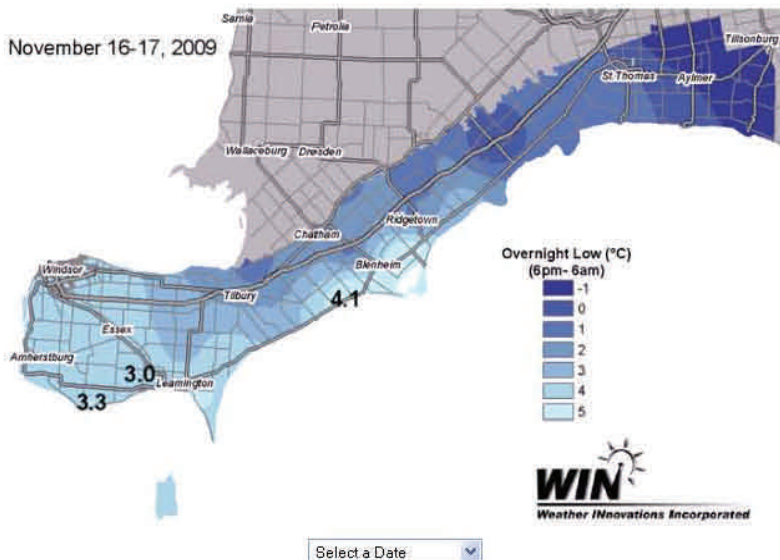 Sarnia
Petrolia
November 16-17, 2009
Tillsonburg
St. Thomas
Aylmer
Wallaceburg
Dresden
Ridgetown
Chatham
Blenheim
Windsor
Tilbury
4.1
Essex
Amherstburg
3.0
Leamington
3.3
Overnight Low (°C)
(6pm- 6am)
-1
0
1
2
3
4
5
WIN
Weather INnovations Incorporated
Select a Date